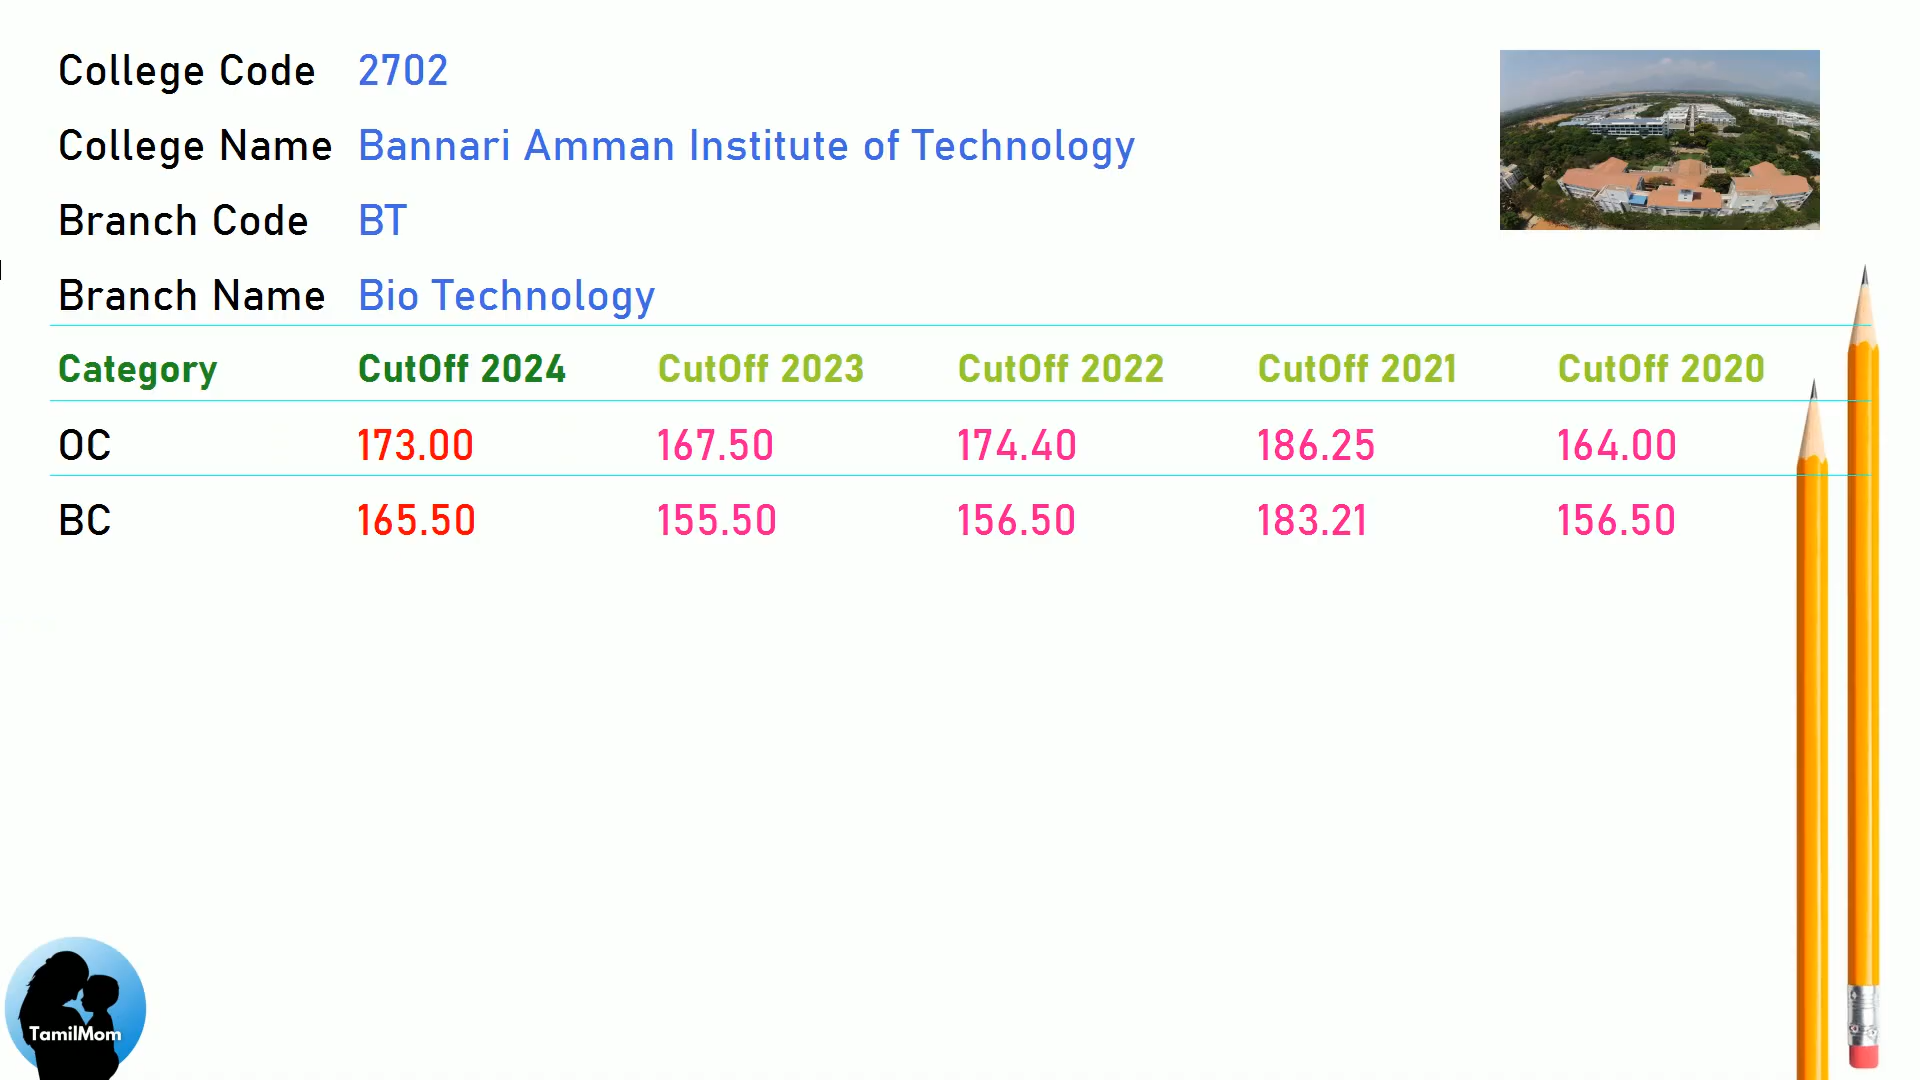 College Code 2702
College Name Bannari Amman Institute of Technology
Branch Code BT
Branch Name Bio Technology
Category CutOff 2024 CutOff 2023 CutOff 2022 CutOff 2021 CutOff 2020
OC 173.00 167.50 174.40 186.25 164.00
BC 165.50 155.50 156.50 183.21 156.50
TamilMom